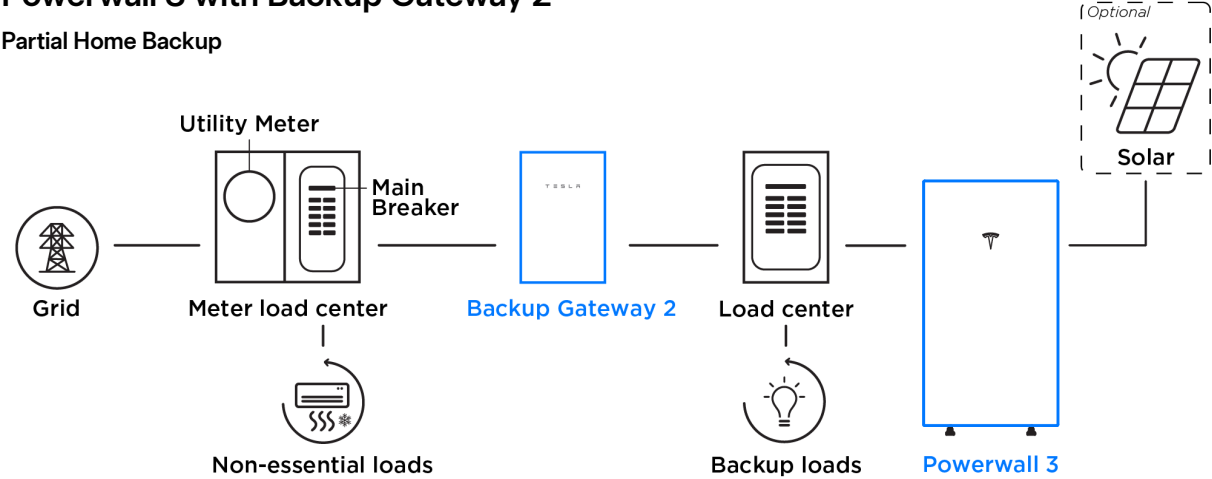 Powerwall 3 with Backup Gateway 2
Partial Home Backup
Optional
Solar
Utility Meter
Main
Breaker
TESLA
Grid
Meter load center
Backup Gateway 2
Load center
Non-essential loads
Backup loads
Powerwall 3